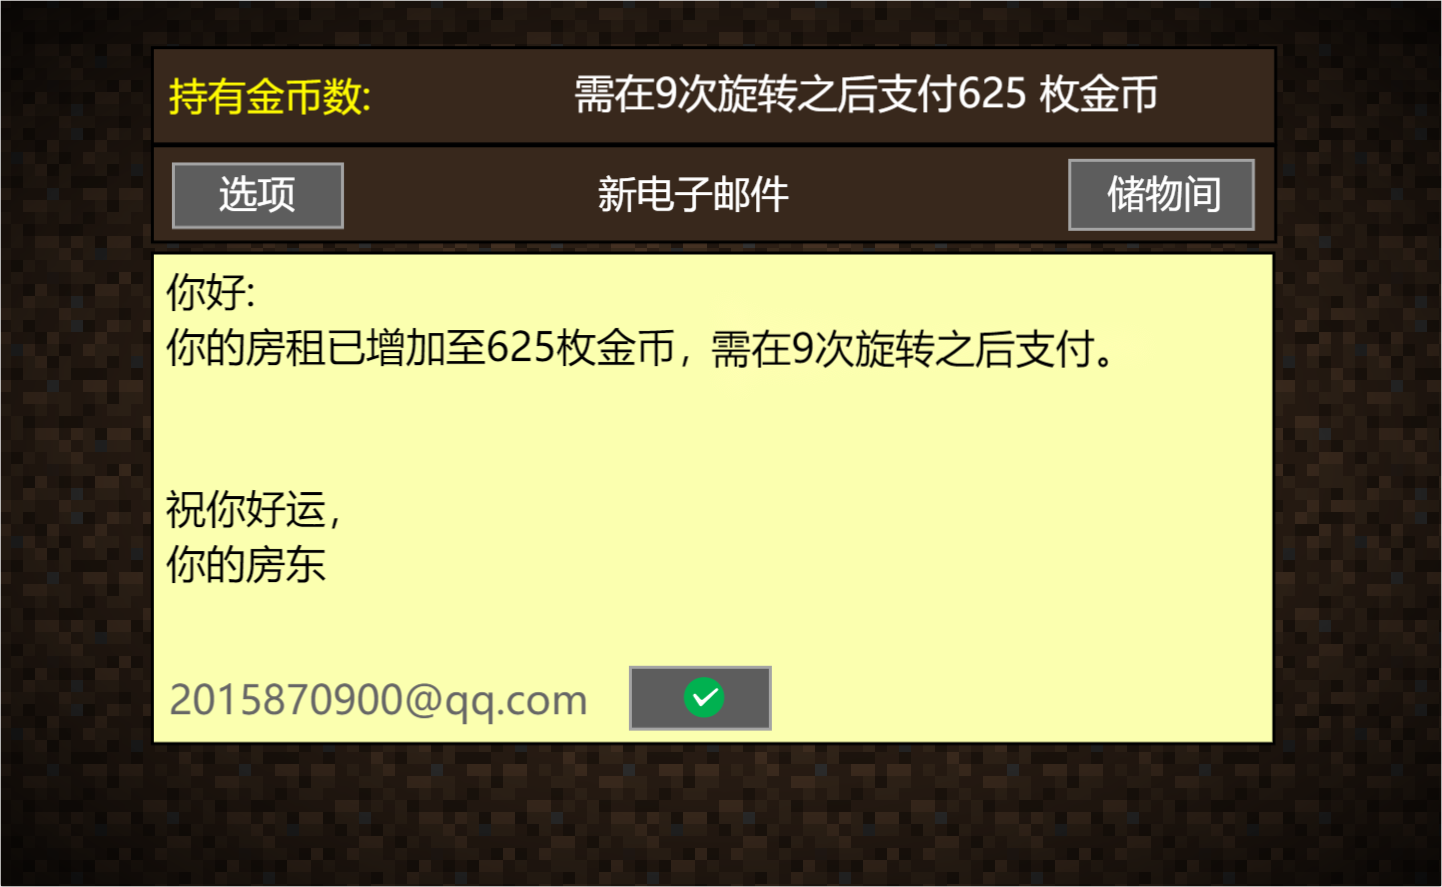 持有金币数:
需在9次旋转之后支付625 枚金币
选项
新电子邮件
储物间
你好:
你的房租已增加至625枚金币，需在9次旋转之后支付。
祝你好运，
你的房东
2015870900@qq.com